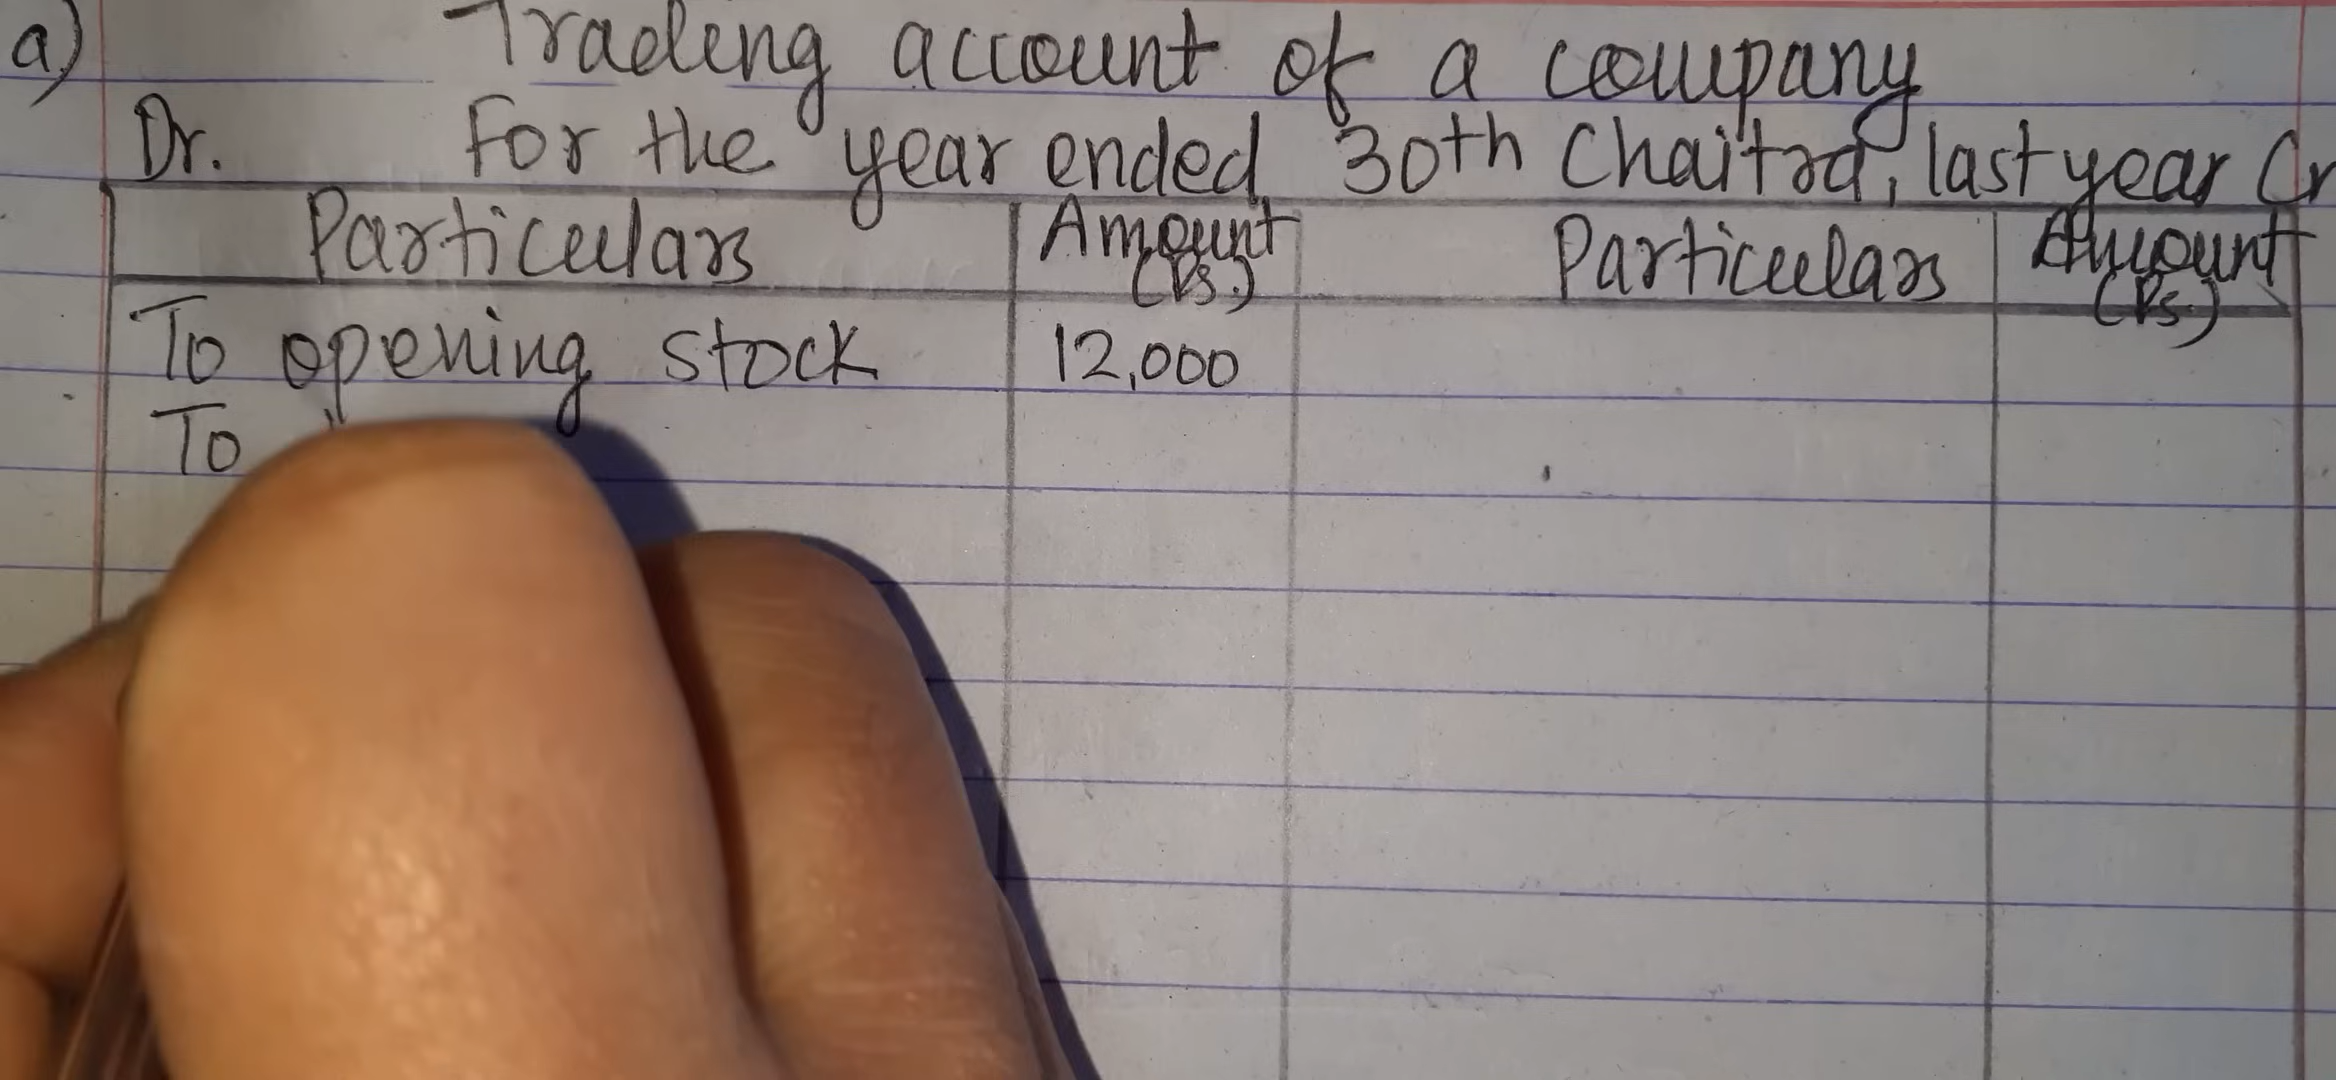 a) Trading account of a company
Dr. For the year ended 30th Chaitra, last year Cr
Particulars Amount (Rs.) Particulars Amount (Rs.)
To opening stock 12,000
To